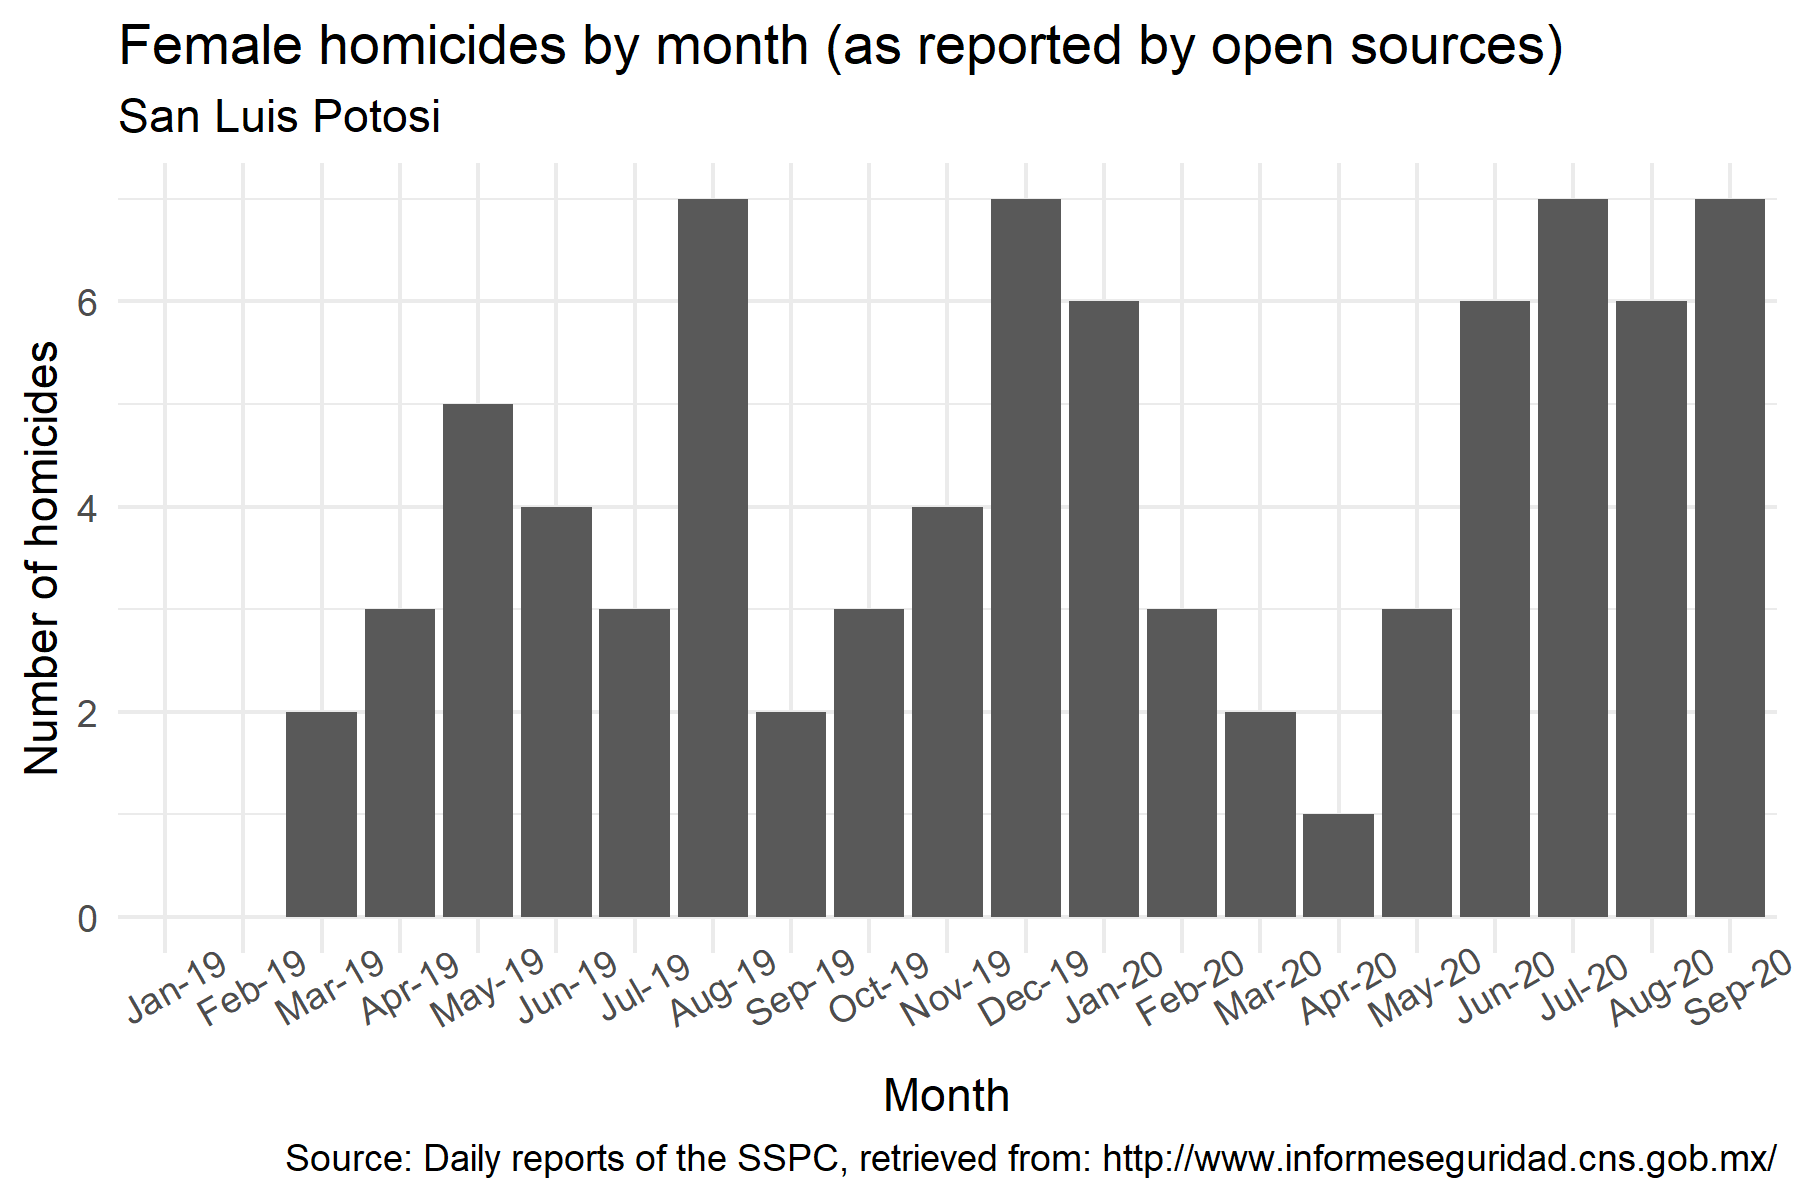 Female homicides by month (as reported by open sources)
San Luis Potosi
Number of homicides
6
4
2
0
Jan-19
Feb-19
Mar-19
Apr-19
May-19
Jun-19
Jul-19
Aug-19
Sep-19
Oct-19
Nov-19
Dec-19
Jan-20
Feb-20
Mar-20
Apr-20
May-20
Jun-20
Jul-20
Aug-20
Sep-20
Month
Source: Daily reports of the SSPC, retrieved from: http://www.informeseguridad.cns.gob.mx/